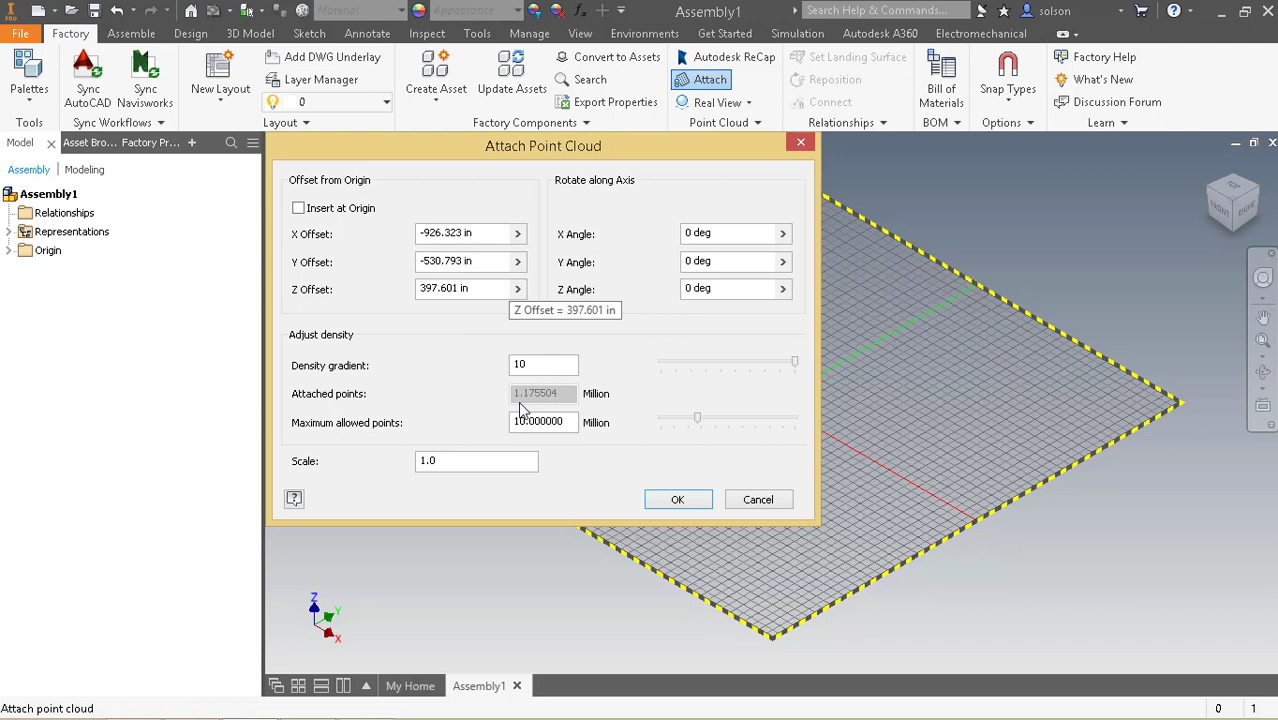 PRO
Material
Appearance
Assembly1
Search Help & Commands...
solson
File Factory Assemble Design 3D Model Sketch Annotate Inspect Tools Manage View Environments Get Started Simulation Autodesk A360 Electromechanical
Palettes
Tools
Sync AutoCAD
Sync Navisworks
Sync Workflows
New Layout
Add DWG Underlay
Layer Manager
0
Layout
Create Asset
Update Assets
Convert to Assets
Search
Export Properties
Factory Components
Autodesk ReCap
Attach
Real View
Point Cloud
Set Landing Surface
Reposition
Connect
Relationships
Bill of Materials
BOM
Snap Types
Options
Factory Help
What's New
Discussion Forum
Learn
Model
Asset Bro...
Factory Pr...
Assembly
Modeling
Assembly1
Relationships
Representations
Origin
Attach Point Cloud
Offset from Origin
Insert at Origin
X Offset: -926.323 in
Y Offset: -530.793 in
Z Offset: 397.601 in
Z Offset = 397.601 in
Rotate along Axis
X Angle: 0 deg
Y Angle: 0 deg
Z Angle: 0 deg
Adjust density
Density gradient: 10
Attached points: 1.175504 Million
Maximum allowed points: 10.000000 Million
Scale: 1.0
OK
Cancel
FRONT
RIGHT
Z
Y
X
My Home
Assembly1
Attach point cloud
0
1